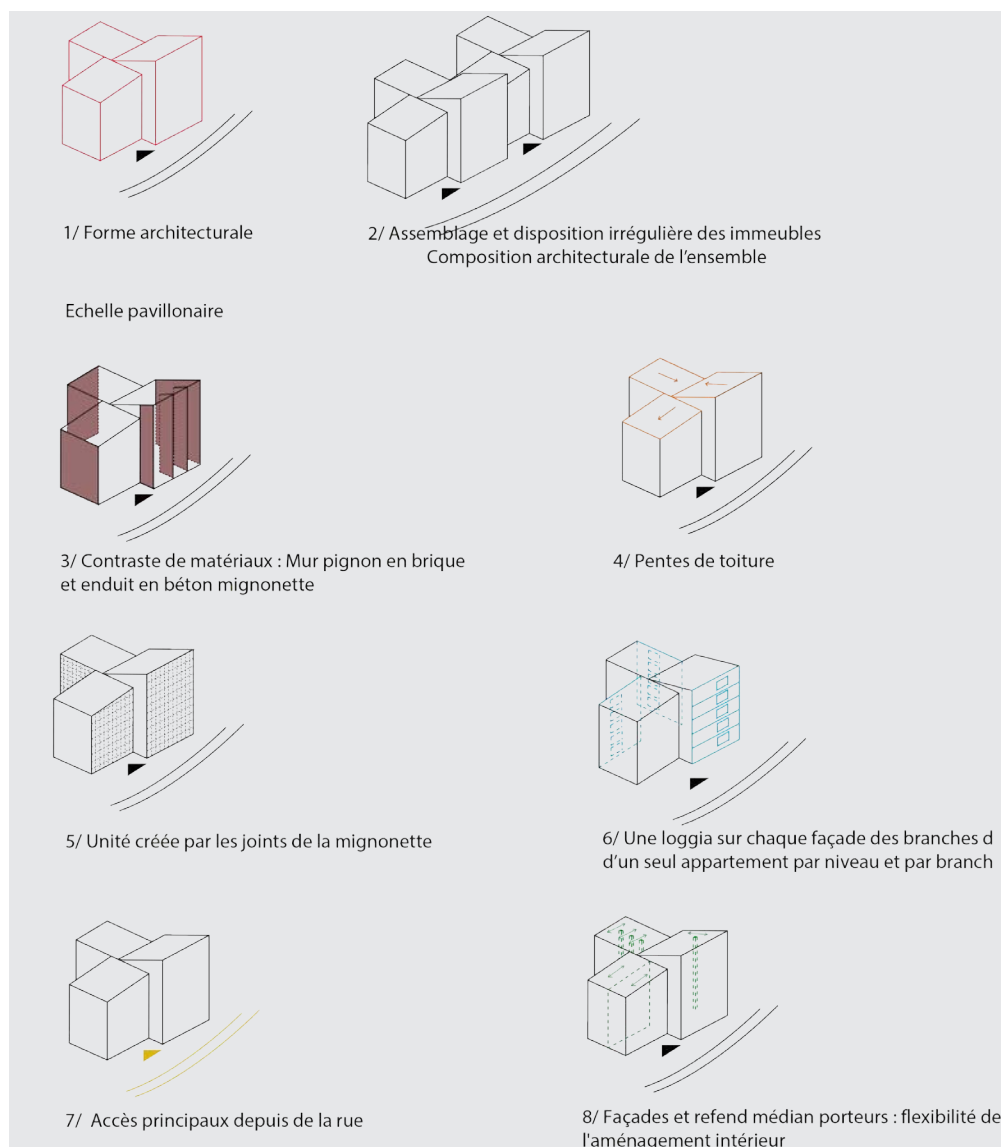 1/ Forme architecturale
2/ Assemblage et disposition irrégulière des immeubles
Composition architecturale de l'ensemble
Echelle pavillonaire
3/ Contraste de matériaux : Mur pignon en brique
et enduit en béton mignonette
4/ Pentes de toiture
5/ Unité créée par les joints de la mignonette
6/ Une loggia sur chaque façade des branches d
d'un seul appartement par niveau et par branch
7/ Accès principaux depuis de la rue
8/ Façades et refend médian porteurs : flexibilité de
l'aménagement intérieur